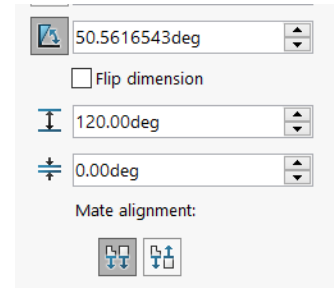 50.5616543deg
Flip dimension
120.00deg
0.00deg
Mate alignment: